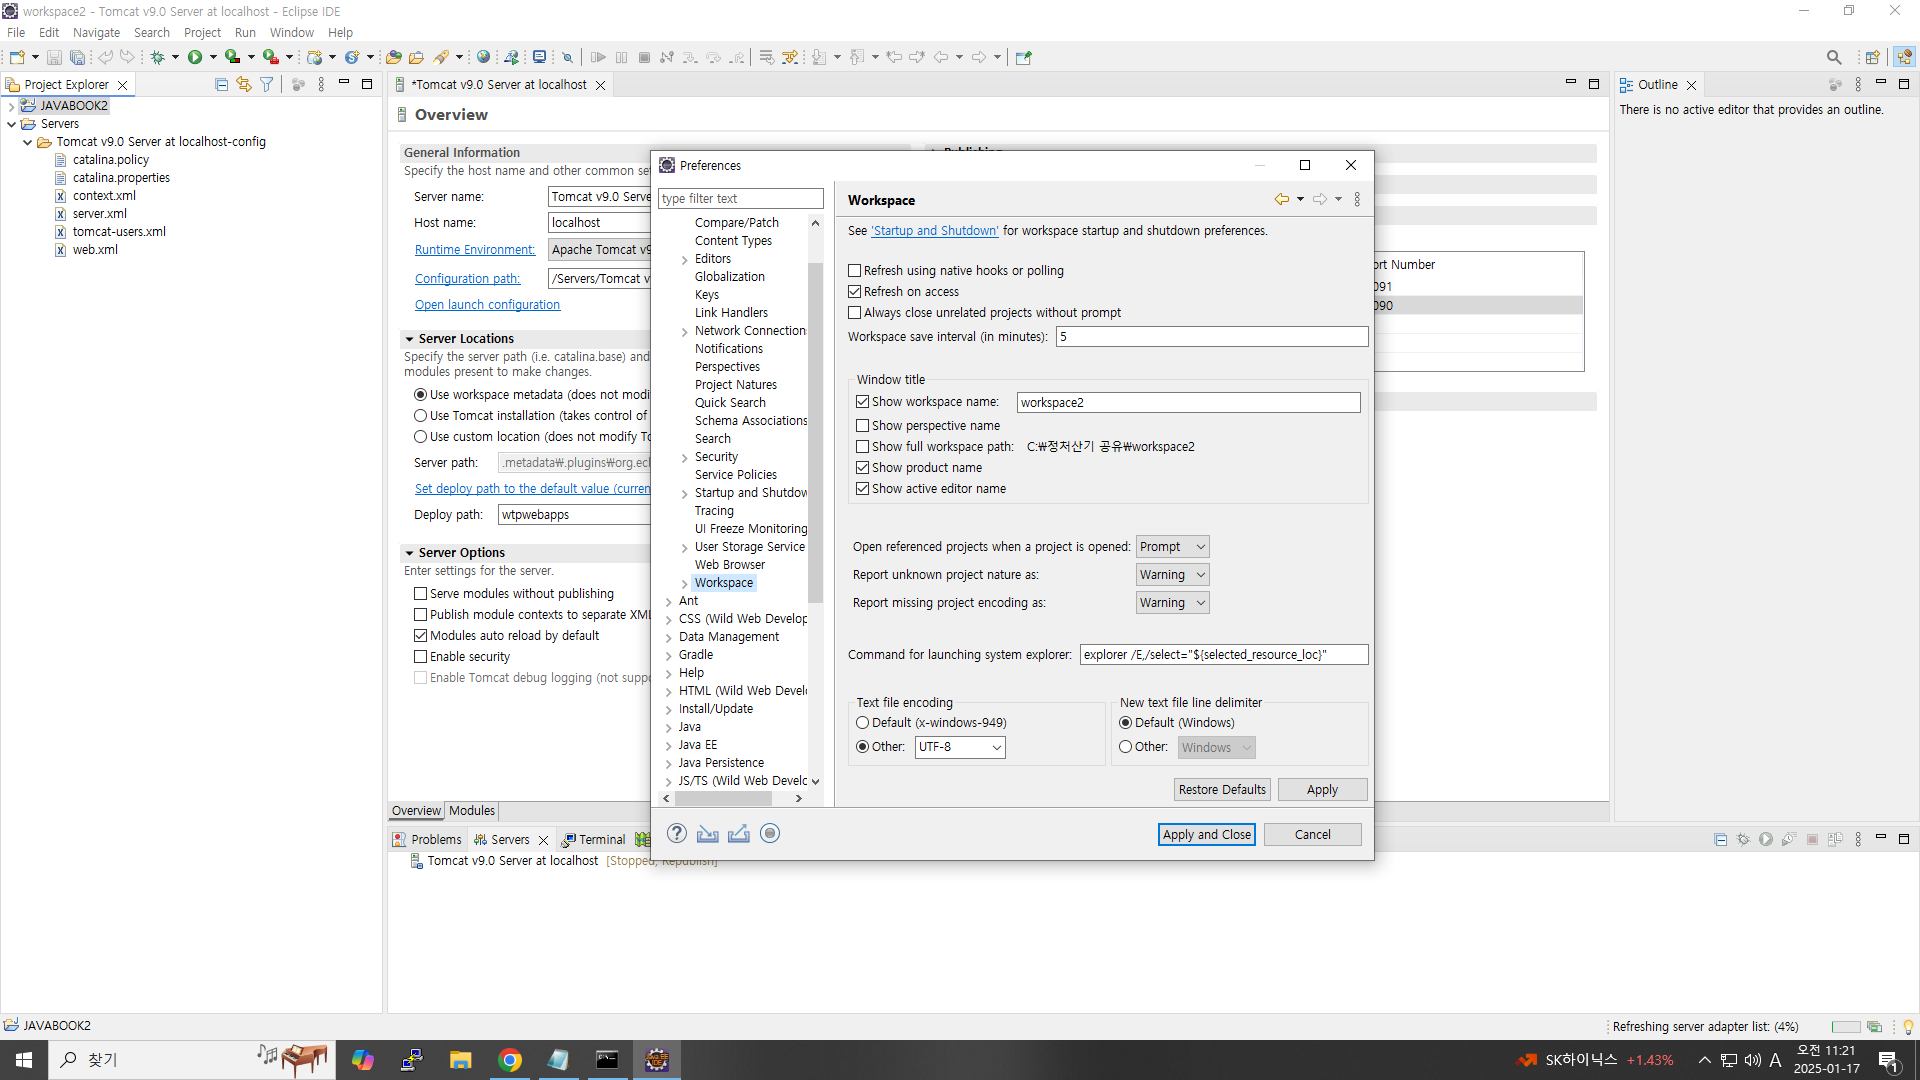 workspace2 - Tomcat v9.0 Server at localhost - Eclipse IDE
File Edit Navigate Search Project Run Window Help
Project Explorer
JAVABOOK2
Servers
Tomcat v9.0 Server at localhost-config
catalina.policy
catalina.properties
context.xml
server.xml
tomcat-users.xml
web.xml
*Tomcat v9.0 Server at localhost
Overview
General Information
Specify the host name and other common
Server name: Tomcat v9.0
Host name: localhost
Runtime Environment: Apache Tomcat
Configuration path: /Servers/Tomcat
Open launch configuration
Server Locations
Specify the server path (i.e. catalina.base) and
modules present to make changes.
Use workspace metadata (does not
Use Tomcat installation (takes control of
Use custom location (does not modify
Server path: .metadata₩.plugins₩
Set deploy path to the default value
Deploy path: wtpwebapps
Server Options
Enter settings for the server.
Serve modules without publishing
Publish module contexts to separate XML
Modules auto reload by default
Enable security
Enable Tomcat debug logging (not
Overview Modules
Preferences
type filter text
Compare/Patch
Content Types
Editors
Globalization
Keys
Link Handlers
Network Connection
Notifications
Perspectives
Project Natures
Quick Search
Schema Associations
Search
Security
Service Policies
Startup and Shutdow
Tracing
UI Freeze Monitoring
User Storage Service
Web Browser
Workspace
Ant
CSS (Wild Web Develop
Data Management
Gradle
Help
HTML (Wild Web Devel
Install/Update
Java
Java EE
Java Persistence
JS/TS (Wild Web Develo
Workspace
See 'Startup and Shutdown' for workspace startup and shutdown preferences.
Refresh using native hooks or polling
Refresh on access
Always close unrelated projects without prompt
Workspace save interval (in minutes): 5
Window title
Show workspace name: workspace2
Show perspective name
Show full workspace path: C:₩정처산기 공유₩workspace2
Show product name
Show active editor name
Open referenced projects when a project is opened: Prompt
Report unknown project nature as: Warning
Report missing project encoding as: Warning
Command for launching system explorer: explorer /E,/select="${selected_resource_loc}"
Text file encoding
Default (x-windows-949)
Other: UTF-8
New text file line delimiter
Default (Windows)
Other: Windows
Restore Defaults Apply
Apply and Close Cancel
ort Number
091
090
Outline
There is no active editor that provides an outline.
Problems Servers Terminal
Tomcat v9.0 Server at localhost [Stopped, Republish]
JAVABOOK2
Refreshing server adapter list: (4%)
찾기
SK하이닉스 +1.43%
A
오전 11:21
2025-01-17
1